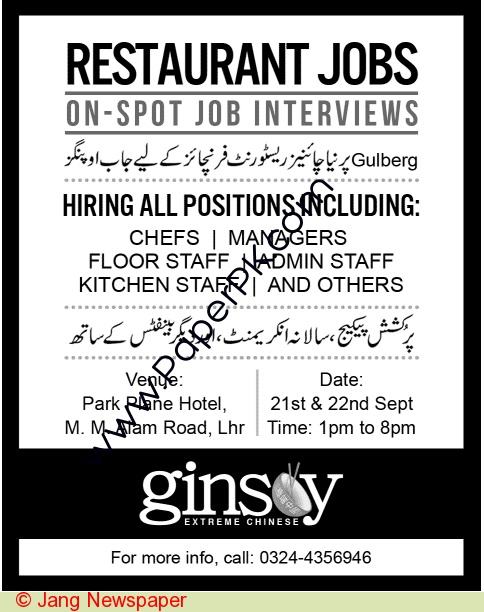 RESTAURANT JOBS
ON-SPOT JOB INTERVIEWS
Gulberg پر نیا چائنیز ریسٹورنٹ فرنچائز کے لیے جاب اوپننگز
HIRING ALL POSITIONS INCLUDING:
CHEFS | MANAGERS
FLOOR STAFF | ADMIN STAFF
KITCHEN STAFF | AND OTHERS
پُرکشش پیکیج، سالانہ انکریمنٹ، اور دیگر بینیفٹس کے ساتھ
Venue:
Park Plane Hotel,
M. M. Alam Road, Lhr
Date:
21st & 22nd Sept
Time: 1pm to 8pm
ginsoy
EXTREME CHINESE
For more info, call: 0324-4356946
www.PaperPk.com
© Jang Newspaper